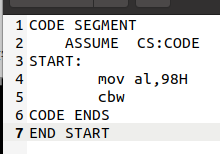 1 CODE SEGMENT
2 ASSUME CS:CODE
3 START:
4 mov al,98H
5 cbw
6 CODE ENDS
7 END START